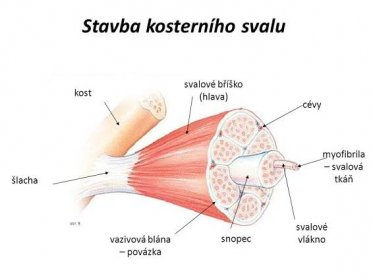 Stavba kosterního svalu
svalové bříško
(hlava)
kost
cévy
myofibrila
– svalová
tkáň
šlacha
svalové
vlákno
snopec
vazivová blána
– povázka